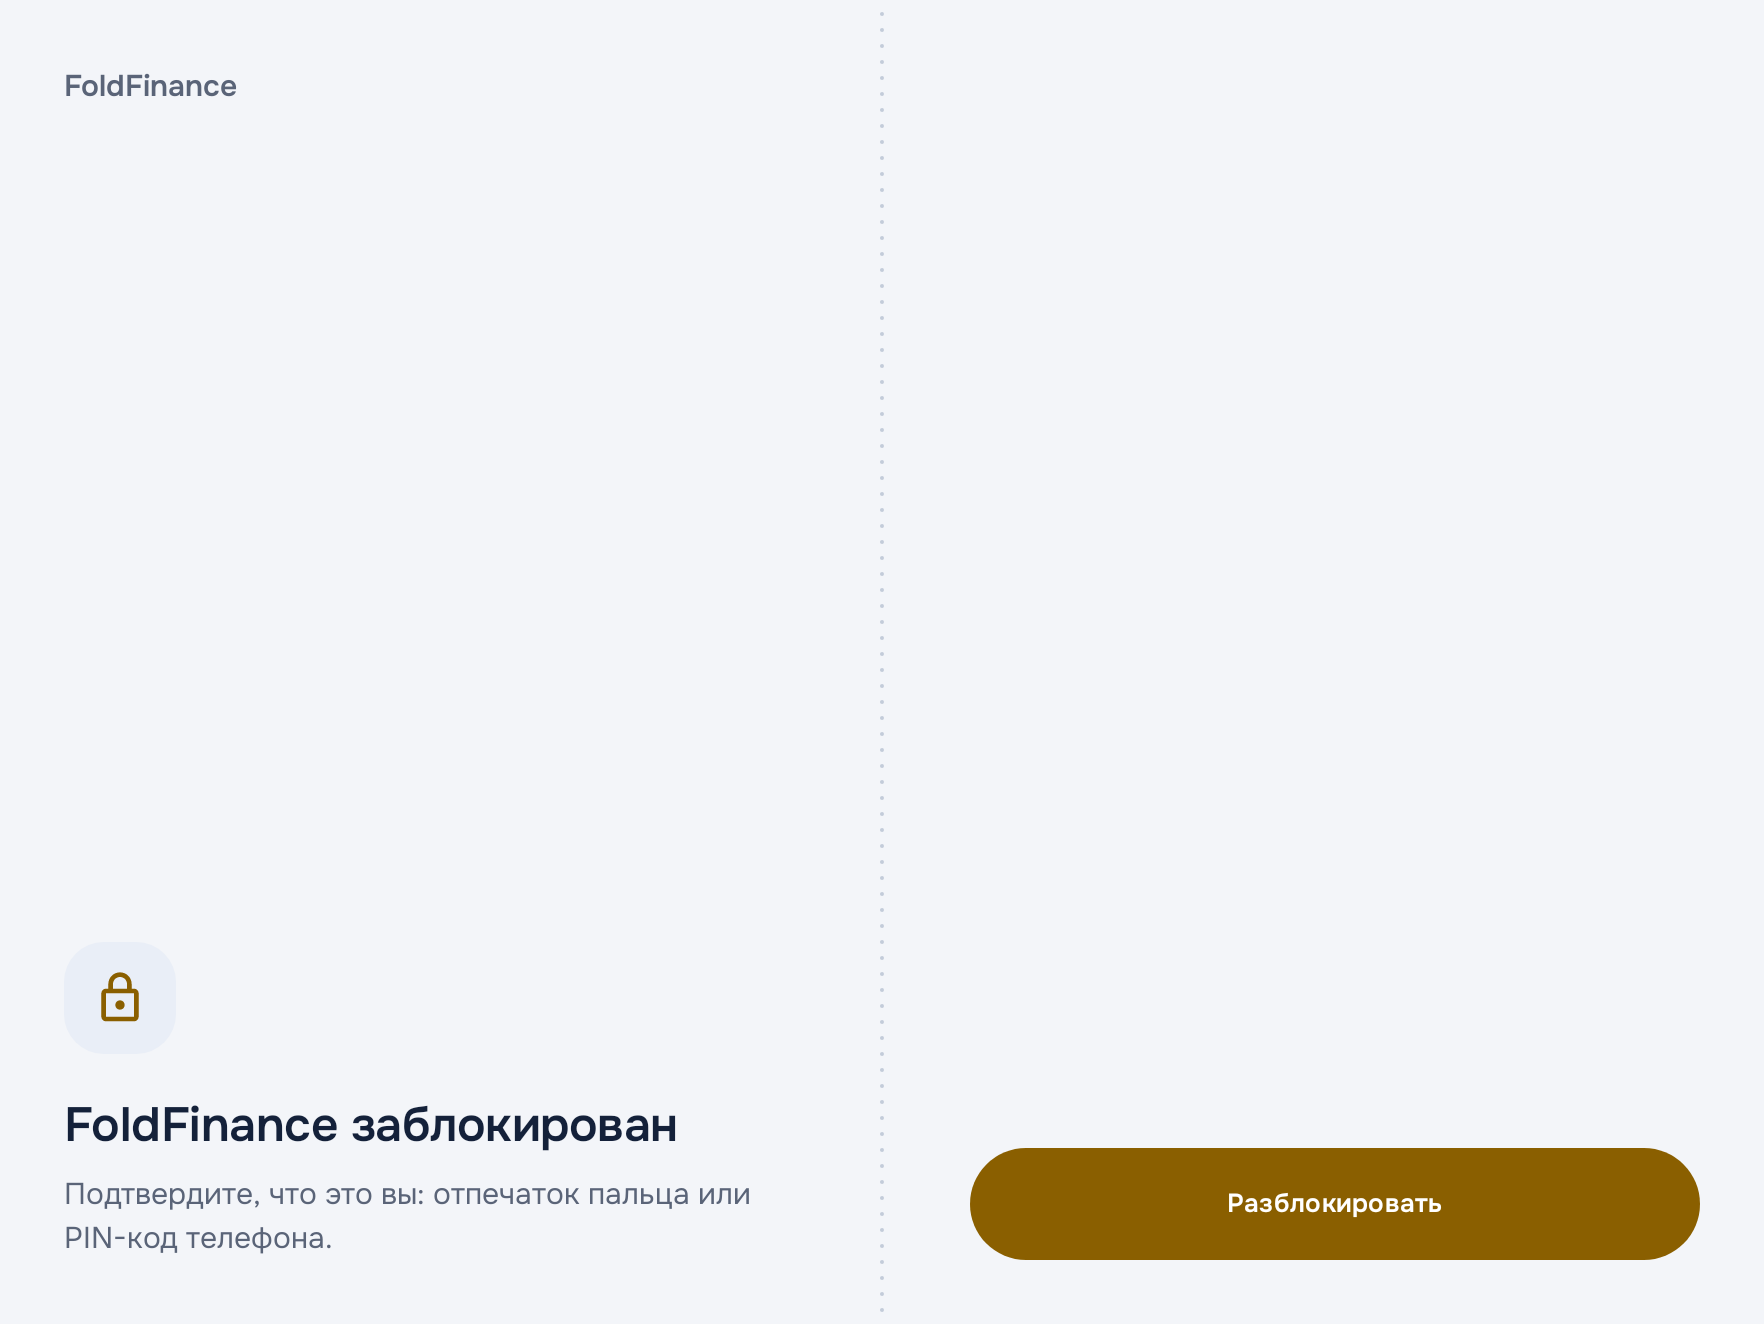 FoldFinance
FoldFinance заблокирован
Подтвердите, что это вы: отпечаток пальца или
PIN-код телефона.
Разблокировать